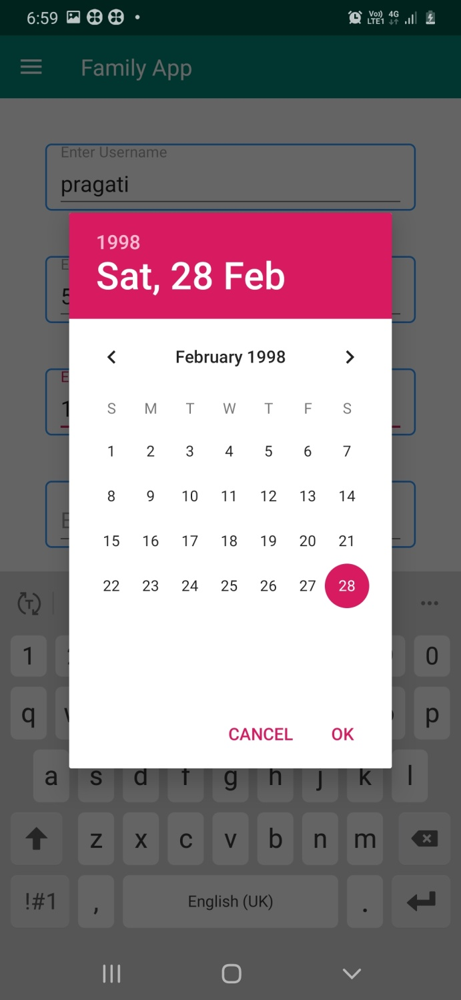 6:59 Vo)) LTE1 4G
Family App
Enter Username
pragati
1998
Sat, 28 Feb
February 1998
S M T W T F S
1 2 3 4 5 6 7
8 9 10 11 12 13 14
15 16 17 18 19 20 21
22 23 24 25 26 27 28
CANCEL OK
1 0
q p
a s d f g h j k l
z x c v b n m
!#1 , English (UK) .